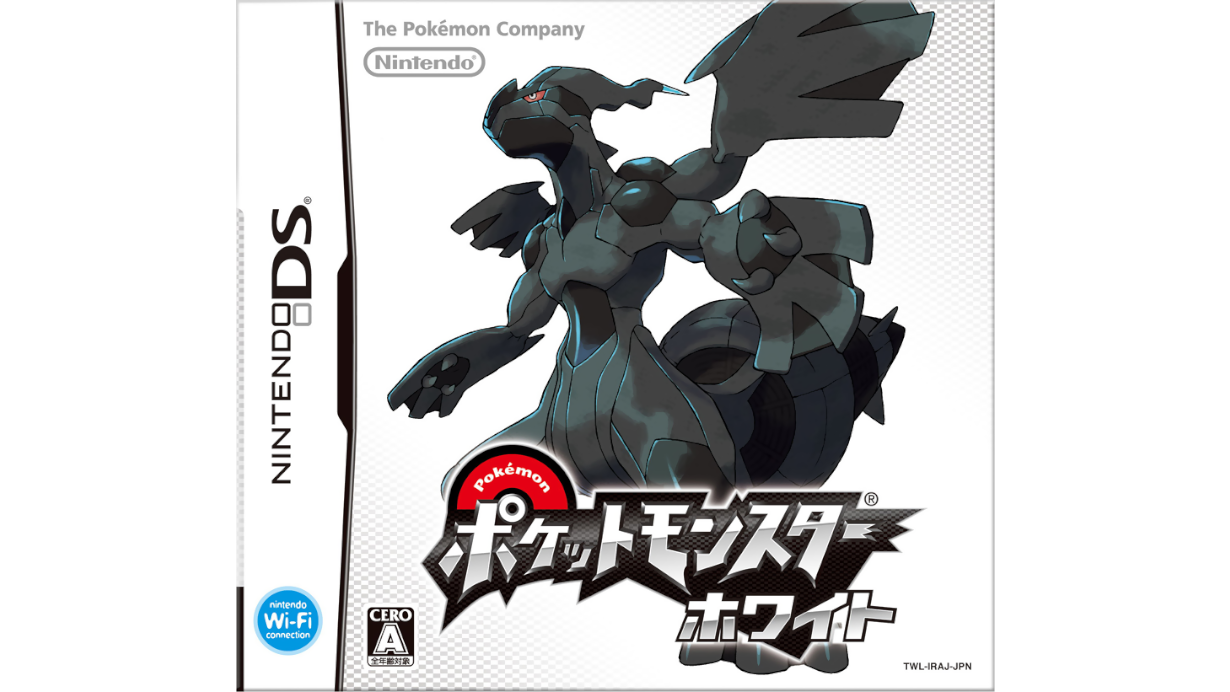 The Pokémon Company
Nintendo®
NINTENDO DS®
Pokémon
ポケットモンスター®
ホワイト
nintendo
Wi-Fi
connection
CERO
A
全年齢対象
TWL-IRAJ-JPN